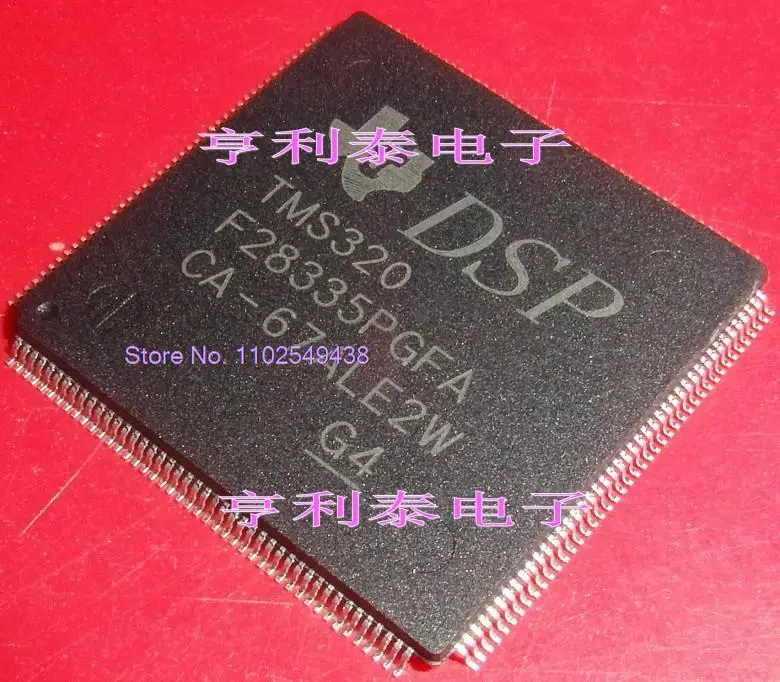 亨利泰电子
DSP
TMS320
F28335PGFA
CA-67ALE2W
G4
Store No. 1102549438
亨利泰电子